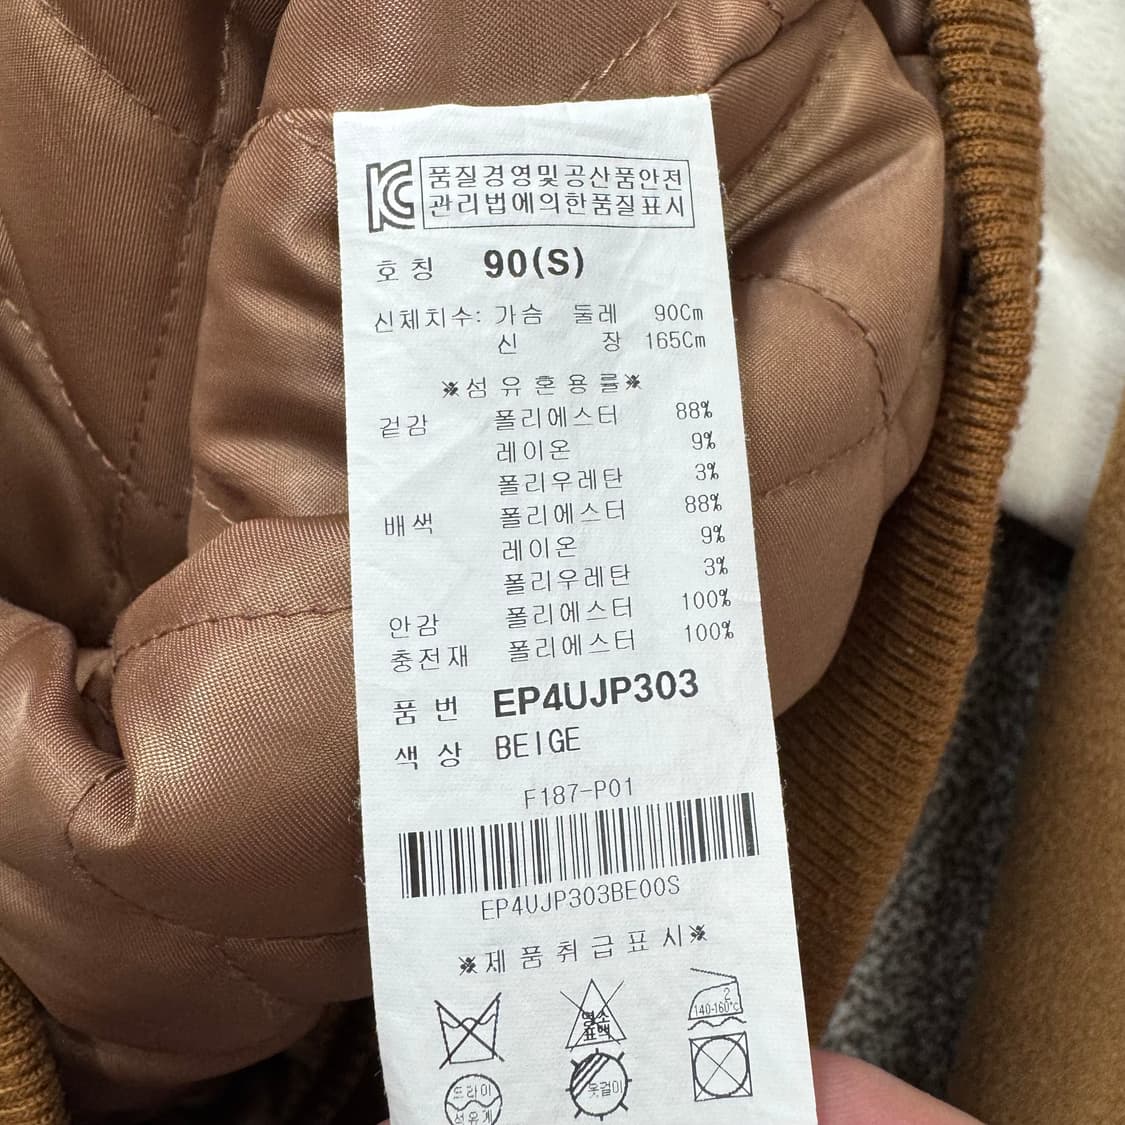 KC 품질경영및공산품안전
관리법에의한품질표시
호칭 90(S)
신체치수: 가슴 둘레 90Cm
신 장 165Cm
※섬유혼용률※
겉감 폴리에스터 88%
레이온 9%
폴리우레탄 3%
배색 폴리에스터 88%
레이온 9%
폴리우레탄 3%
안감 폴리에스터 100%
충전재 폴리에스터 100%
품번 EP4UJP303
색상 BEIGE
F187-P01
EP4UJP303BE00S
※제품취급표시※
염소
표백
2
140-160℃
드라이
석유계
옷걸이